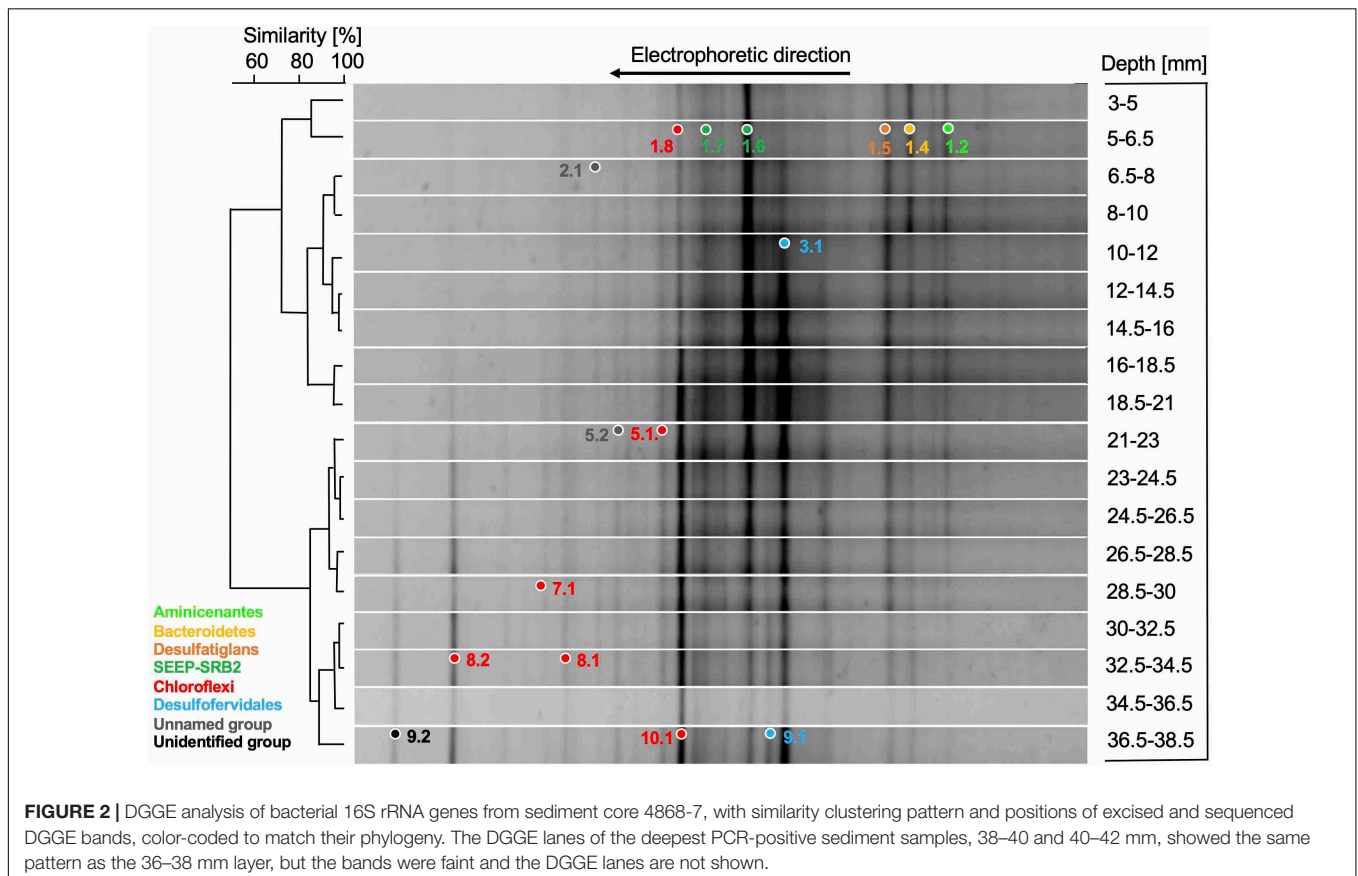 Similarity [%]
60 80 100
Electrophoretic direction
Depth [mm]
3-5
1.8 1.7 1.6 1.5 1.4 1.2 5-6.5
2.1 6.5-8
8-10
3.1 10-12
12-14.5
14.5-16
16-18.5
18.5-21
5.2 5.1. 21-23
23-24.5
24.5-26.5
26.5-28.5
7.1 28.5-30
Aminicenantes 30-32.5
Bacteroidetes
Desulfatiglans 8.2 8.1 32.5-34.5
SEEP-SRB2
Chloroflexi 34.5-36.5
Desulfofervidales
Unnamed group
Unidentified group 9.2 10.1 9.1 36.5-38.5
FIGURE 2 | DGGE analysis of bacterial 16S rRNA genes from sediment core 4868-7, with similarity clustering pattern and positions of excised and sequenced
DGGE bands, color-coded to match their phylogeny. The DGGE lanes of the deepest PCR-positive sediment samples, 38–40 and 40–42 mm, showed the same
pattern as the 36–38 mm layer, but the bands were faint and the DGGE lanes are not shown.